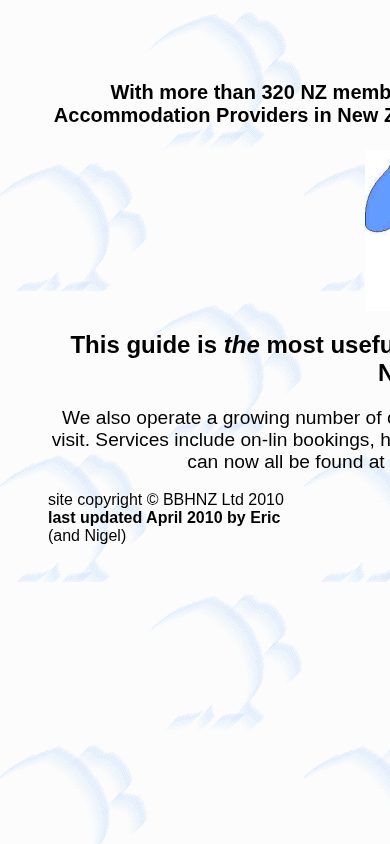 With more than 320 NZ memb
Accommodation Providers in New
This guide is the most usefu
N
We also operate a growing number of
visit. Services include on-lin bookings, h
can now all be found at
site copyright © BBHNZ Ltd 2010
last updated April 2010 by Eric
(and Nigel)